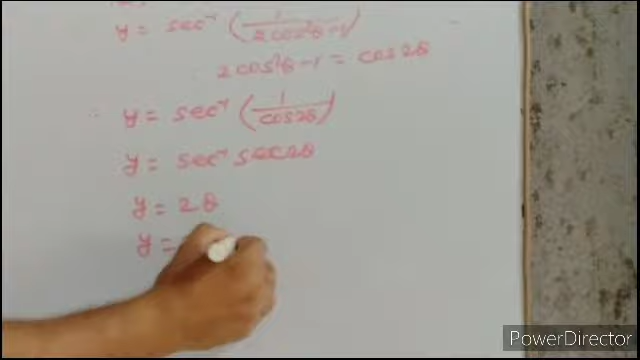 y = sec⁻¹ (1/(2cos²θ-1))
2cos²θ-1 = cos2θ
y = sec⁻¹ (1/cos2θ)
y = sec⁻¹ sec2θ
y = 2θ
y =
PowerDirector